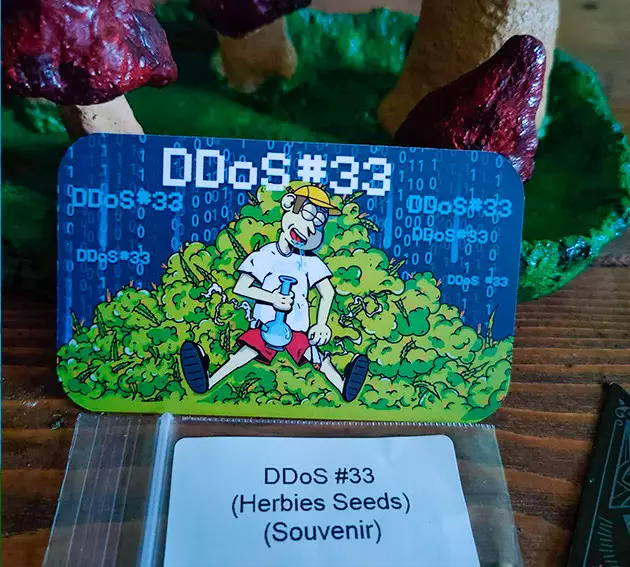 DDoS#33
DDoS#33
DDoS#33
DDoS#33
DDoS#33
DDoS#33
DDoS #33
(Herbies Seeds)
(Souvenir)